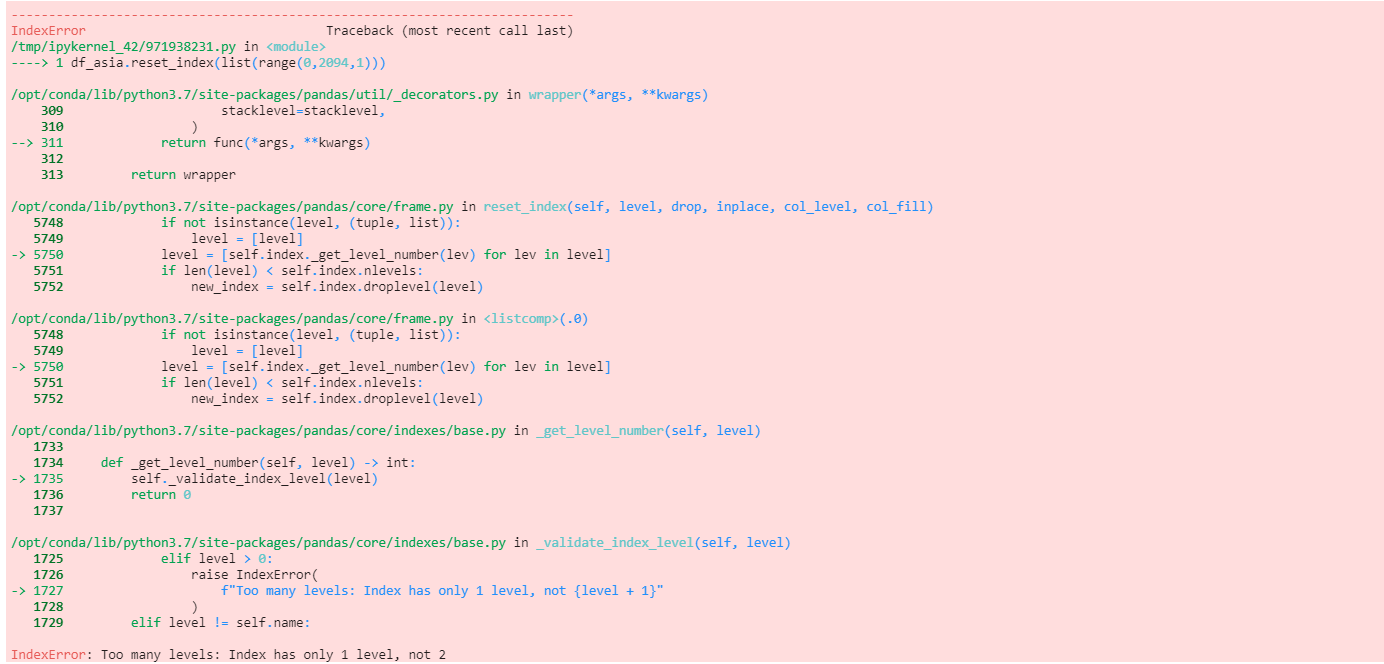 ---------------------------------------------------------------------------
IndexError                                Traceback (most recent call last)
/tmp/ipykernel_42/971938231.py in <module>
----> 1 df_asia.reset_index(list(range(0,2094,1)))

/opt/conda/lib/python3.7/site-packages/pandas/util/_decorators.py in wrapper(*args, **kwargs)
    309                     stacklevel=stacklevel,
    310                 )
--> 311             return func(*args, **kwargs)
    312
    313         return wrapper

/opt/conda/lib/python3.7/site-packages/pandas/core/frame.py in reset_index(self, level, drop, inplace, col_level, col_fill)
   5748             if not isinstance(level, (tuple, list)):
   5749                 level = [level]
-> 5750             level = [self.index._get_level_number(lev) for lev in level]
   5751             if len(level) < self.index.nlevels:
   5752                 new_index = self.index.droplevel(level)

/opt/conda/lib/python3.7/site-packages/pandas/core/frame.py in <listcomp>(.0)
   5748             if not isinstance(level, (tuple, list)):
   5749                 level = [level]
-> 5750             level = [self.index._get_level_number(lev) for lev in level]
   5751             if len(level) < self.index.nlevels:
   5752                 new_index = self.index.droplevel(level)

/opt/conda/lib/python3.7/site-packages/pandas/core/indexes/base.py in _get_level_number(self, level)
   1733
   1734     def _get_level_number(self, level) -> int:
-> 1735         self._validate_index_level(level)
   1736         return 0
   1737

/opt/conda/lib/python3.7/site-packages/pandas/core/indexes/base.py in _validate_index_level(self, level)
   1725             elif level > 0:
   1726                 raise IndexError(
-> 1727                     f"Too many levels: Index has only 1 level, not {level + 1}"
   1728                 )
   1729         elif level != self.name:

IndexError: Too many levels: Index has only 1 level, not 2